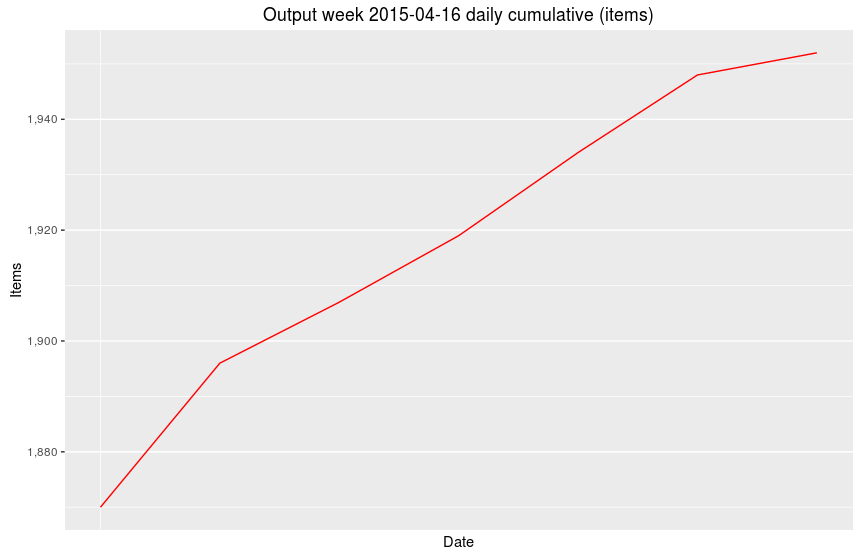 Output week 2015-04-16 daily cumulative (items)
1,940
1,920
1,900
1,880
Items
Date